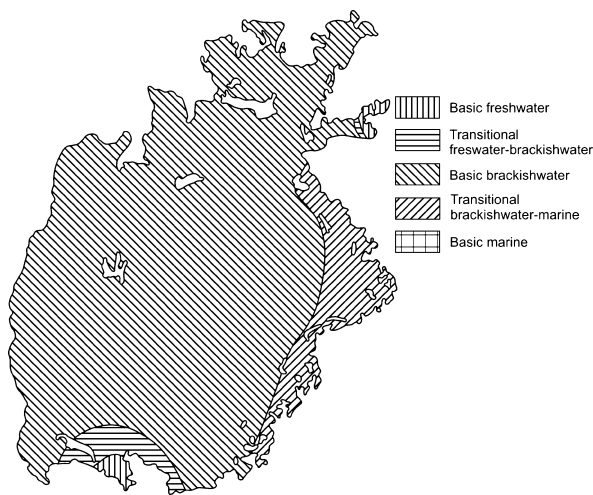 Basic freshwater
Transitional
freswater-brackishwater
Basic brackishwater
Transitional
brackishwater-marine
Basic marine